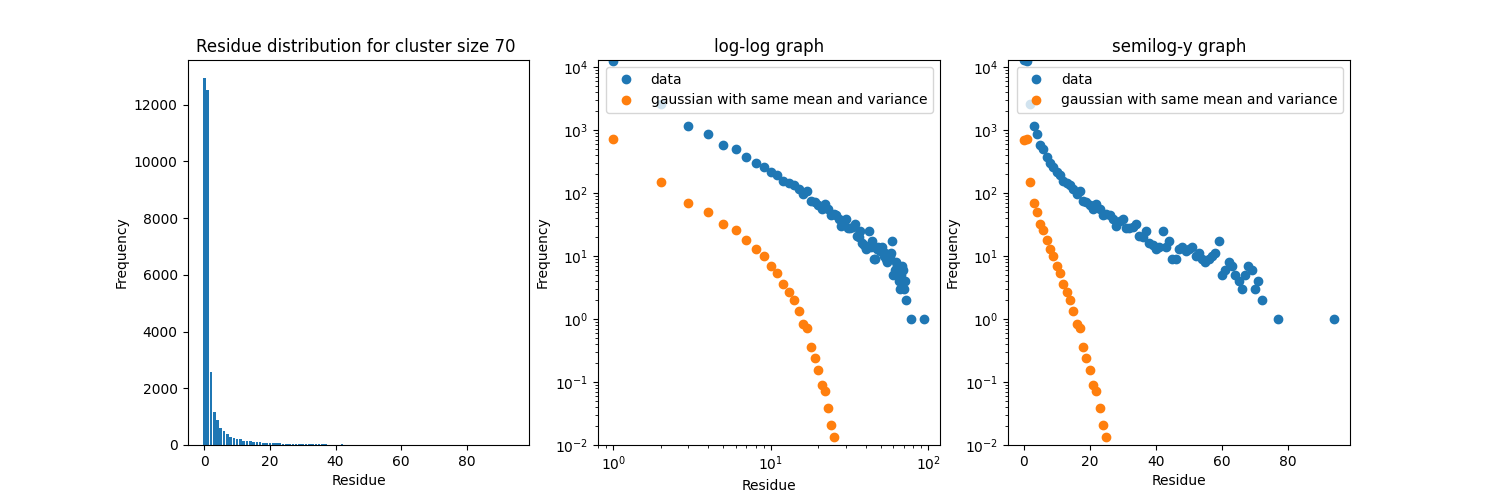 Residue distribution for cluster size 70
Frequency
12000
10000
8000
6000
4000
2000
0
0 20 40 60 80
Residue
log-log graph
data
gaussian with same mean and variance
Frequency
10^4
10^3
10^2
10^1
10^0
10^-1
10^-2
10^0 10^1 10^2
Residue
semilog-y graph
data
gaussian with same mean and variance
Frequency
10^4
10^3
10^2
10^1
10^0
10^-1
10^-2
0 20 40 60 80
Residue